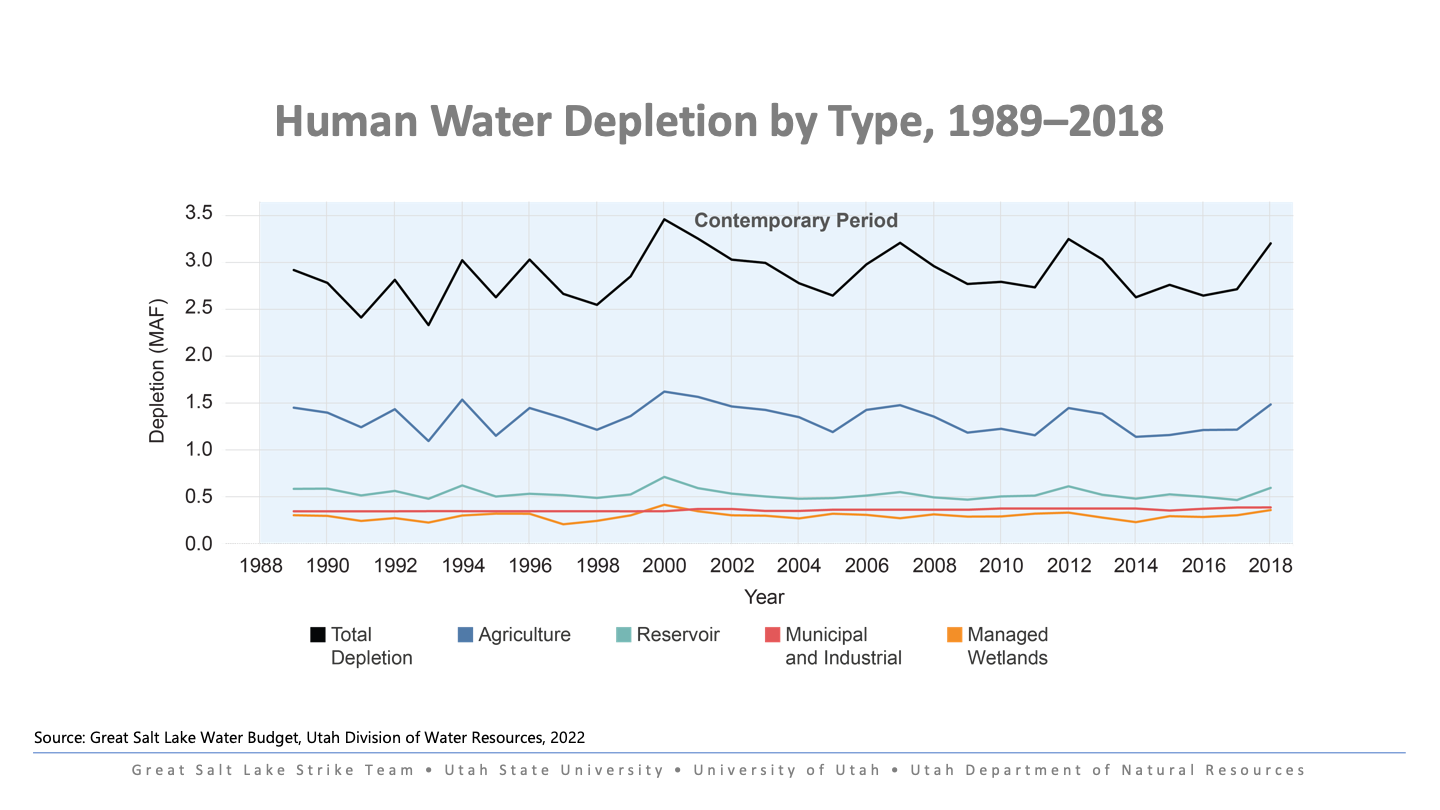 Human Water Depletion by Type, 1989–2018
Contemporary Period
Depletion (MAF)
3.5
3.0
2.5
2.0
1.5
1.0
0.5
0.0
1988 1990 1992 1994 1996 1998 2000 2002 2004 2006 2008 2010 2012 2014 2016 2018
Year
Total
Depletion
Agriculture
Reservoir
Municipal
and Industrial
Managed
Wetlands
Source: Great Salt Lake Water Budget, Utah Division of Water Resources, 2022
Great Salt Lake Strike Team • Utah State University • University of Utah • Utah Department of Natural Resources